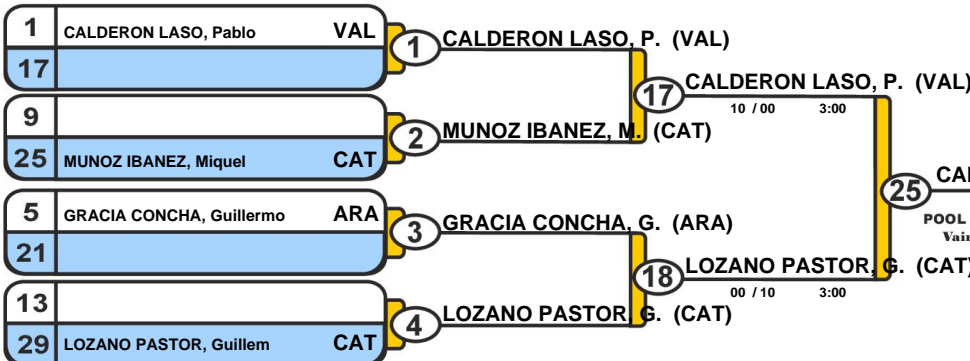 1 CALDERON LASO, Pablo VAL
17
1 CALDERON LASO, P. (VAL)
9
25 MUNOZ IBANEZ, Miquel CAT
2 MUNOZ IBANEZ, M. (CAT)
17 CALDERON LASO, P. (VAL)
10 / 00 3:00
5 GRACIA CONCHA, Guillermo ARA
21
3 GRACIA CONCHA, G. (ARA)
13
29 LOZANO PASTOR, Guillem CAT
4 LOZANO PASTOR, G. (CAT)
18 LOZANO PASTOR, G. (CAT)
00 / 10 3:00
25
POOL